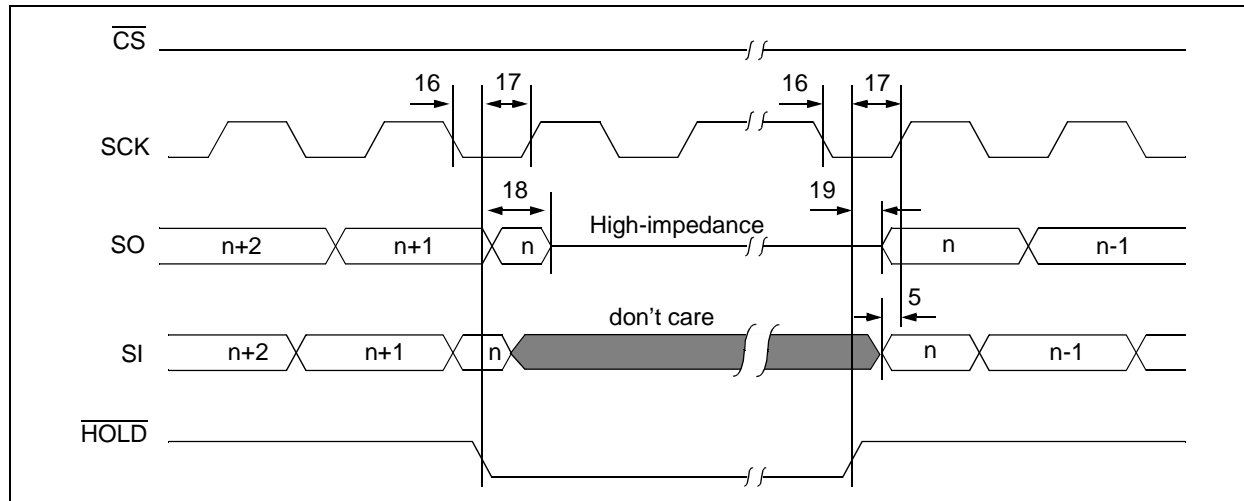 CS
16 17 16 17
SCK
18 19
High-impedance
SO n+2 n+1 n n n-1
5
don't care
SI n+2 n+1 n n n-1
HOLD